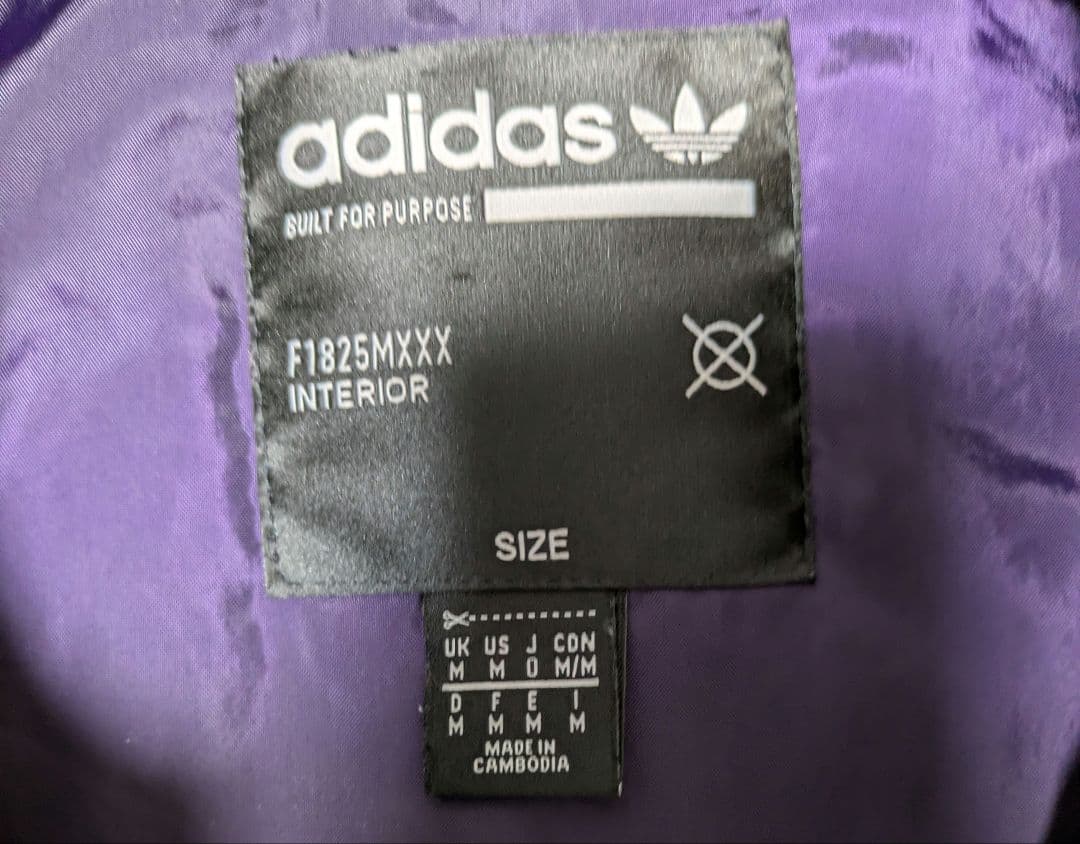 adidas
BUILT FOR PURPOSE
F1825MXXX
INTERIOR
SIZE
UK US J CDN
M M O M/M
D F E I
M M M M
MADE IN
CAMBODIA